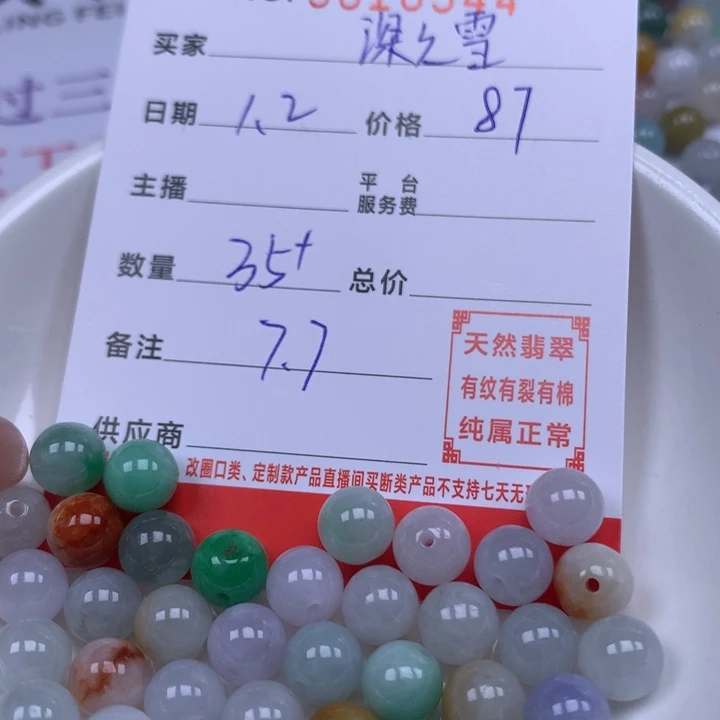 买家 深久雪
日期 1.2 价格 87
主播 平台服务费
数量 35+ 总价
备注 7.7
天然翡翠
有纹有裂有棉
纯属正常
供应商
改圈口类、定制款产品直播间买断类产品不支持七天无